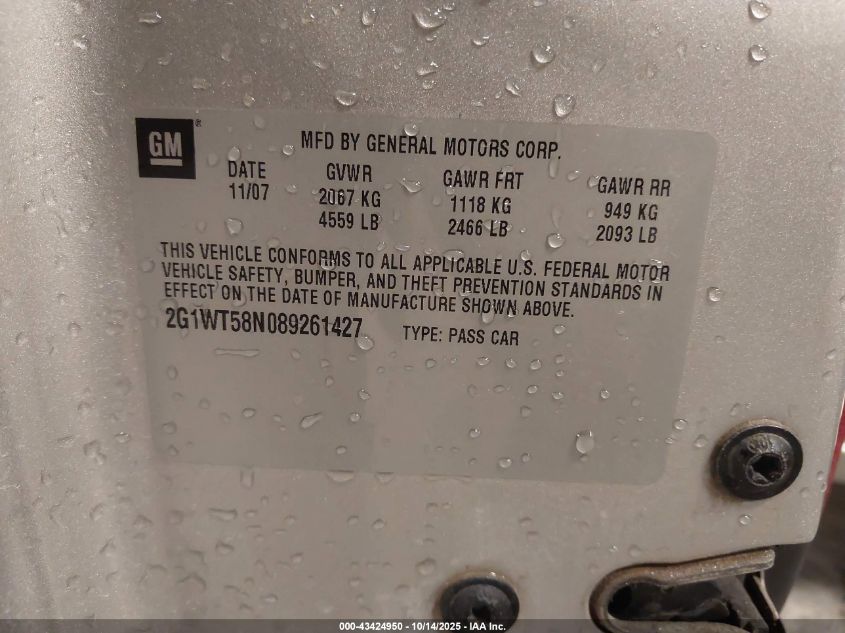 GM ®
MFD BY GENERAL MOTORS CORP.
DATE GVWR GAWR FRT GAWR RR
11/07 2067 KG 1118 KG 949 KG
4559 LB 2466 LB 2093 LB
THIS VEHICLE CONFORMS TO ALL APPLICABLE U.S. FEDERAL MOTOR
VEHICLE SAFETY, BUMPER, AND THEFT PREVENTION STANDARDS IN
EFFECT ON THE DATE OF MANUFACTURE SHOWN ABOVE.
2G1WT58N089261427 TYPE: PASS CAR
000-43424950 - 10/14/2025 - IAA Inc.